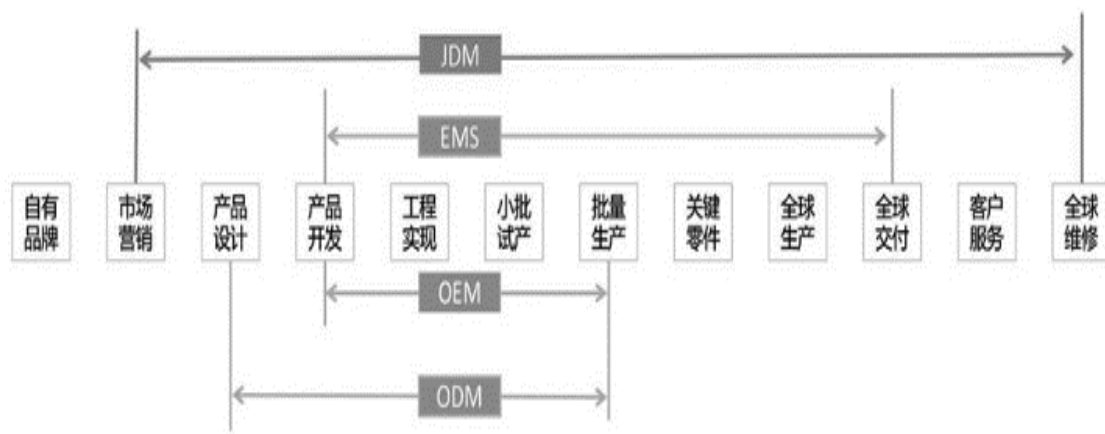 JDM
EMS
自有 市场 产品 产品 工程 小批 批量 关键 全球 全球 客户 全球
品牌 营销 设计 开发 实现 试产 生产 零件 生产 交付 服务 维修
OEM
ODM